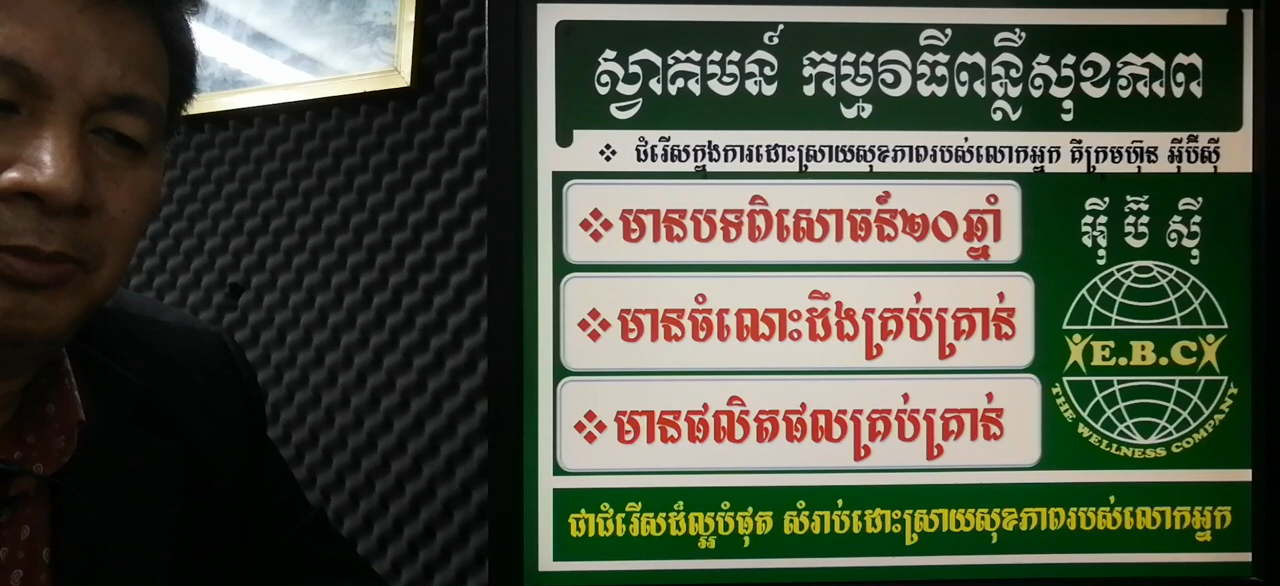 ស្វាគមន៍ កម្មវិធីពន្លឺសុខភាព
❖ ជំរើសក្នុងការដោះស្រាយសុខភាពរបស់លោកអ្នក គឺក្រុមហ៊ុន អ៊ីប៊ីស៊ី
❖មានបទពិសោធន៍២០ឆ្នាំ
❖មានចំណេះដឹងគ្រប់គ្រាន់
❖មានផលិតផលគ្រប់គ្រាន់
អ៊ី ប៊ី ស៊ី
E.B.C
THE WELLNESS COMPANY
ជាជំរើសដ៏ល្អបំផុត សំរាប់ដោះស្រាយសុខភាពរបស់លោកអ្នក